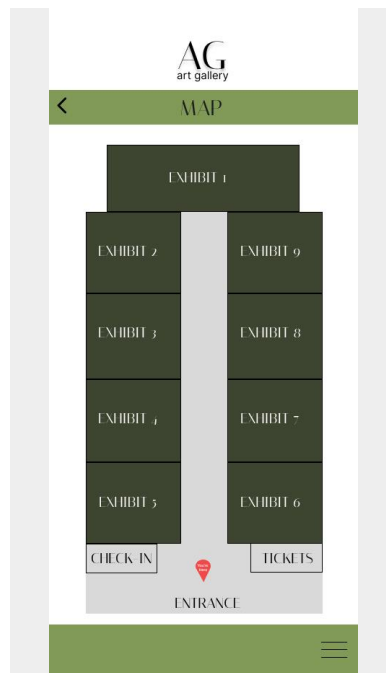 AG
art gallery
MAP
EXHIBIT 1
EXHIBIT 2
EXHIBIT 9
EXHIBIT 3
EXHIBIT 8
EXHIBIT 4
EXHIBIT 7
EXHIBIT 5
EXHIBIT 6
CHECK-IN
TICKETS
ENTRANCE